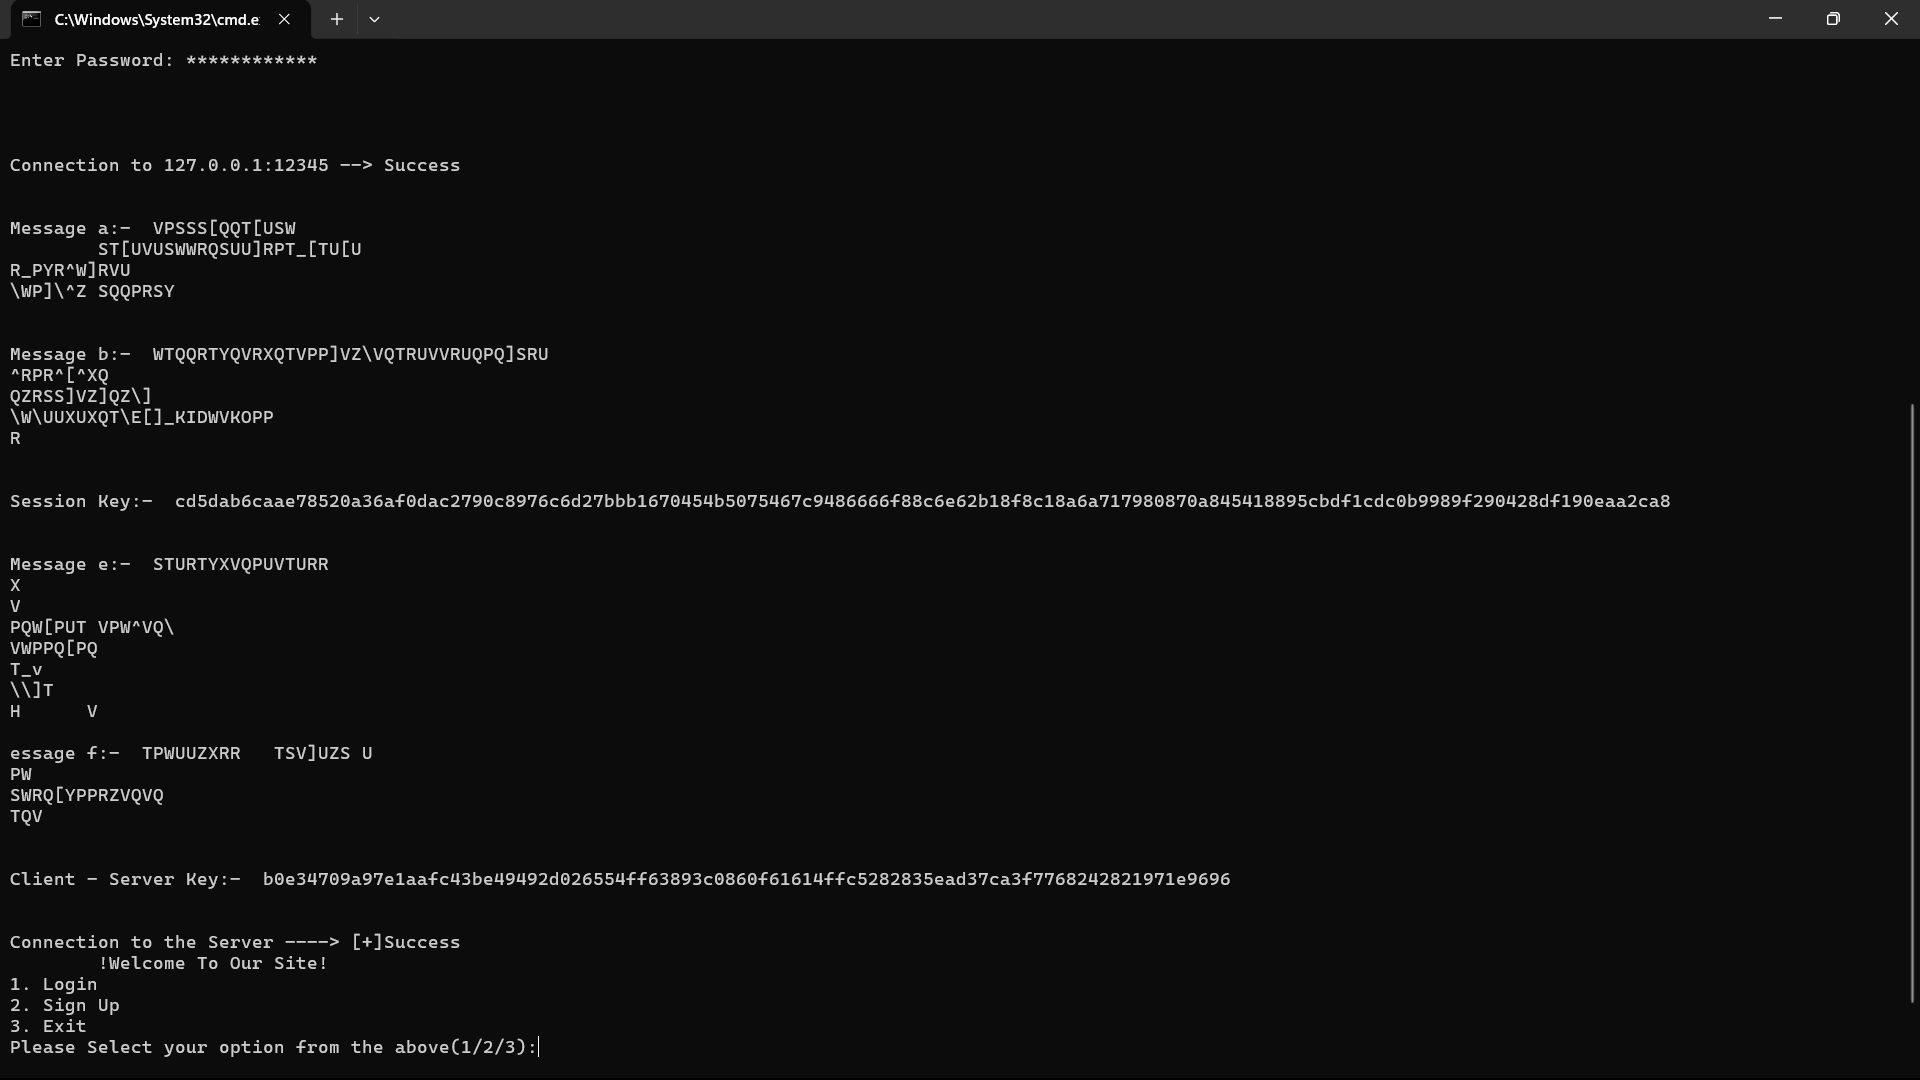 C:\Windows\System32\cmd.e
Enter Password: ************
Connection to 127.0.0.1:12345 --> Success
Message a:-  VPSSS[QQT[USW
        ST[UVUSWWRQSUU]RPT_[TU[U
R_PYR^W]RVU
\WP]\^Z SQQPRSY
Message b:-  WTQQRTYQVRXQTVPP]VZ\VQTRUVVRUQPQ]SRU
^RPR^[^XQ
QZRSS]VZ]QZ\]
\W\UUXUXQT\E[]_KIDWVKOPP
R
Session Key:-  cd5dab6caae78520a36af0dac2790c8976c6d27bbb1670454b5075467c9486666f88c6e62b18f8c18a6a717980870a845418895cbdf1cdc0b9989f290428df190eaa2ca8
Message e:-  STURTYXVQPUVTURR
X
V
PQW[PUT VPW^VQ\
VWPPQ[PQ
T_v
\\]T
H      V
essage f:-  TPWUUZXRR   TSV]UZS U
PW
SWRQ[YPPRZVQVQ
TQV
Client - Server Key:-  b0e34709a97e1aafc43be49492d026554ff63893c0860f61614ffc5282835ead37ca3f7768242821971e9696
Connection to the Server ----> [+]Success
        !Welcome To Our Site!
1. Login
2. Sign Up
3. Exit
Please Select your option from the above(1/2/3):